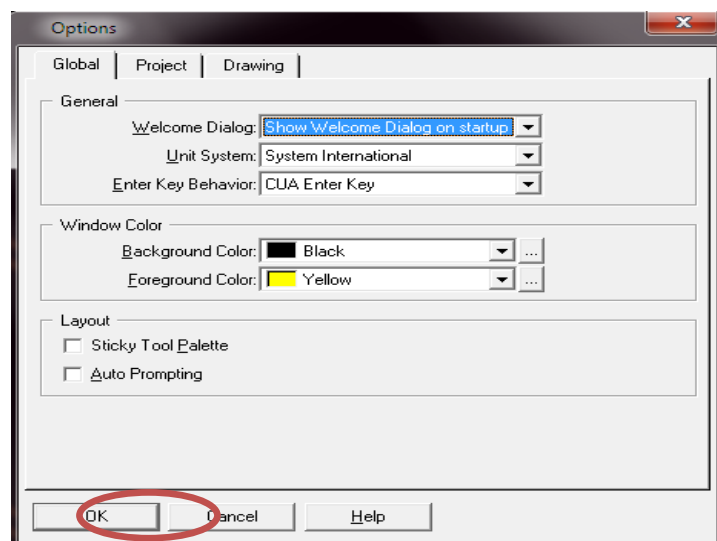 Options
Global Project Drawing
General
Welcome Dialog: Show Welcome Dialog on startup
Unit System: System International
Enter Key Behavior: CUA Enter Key
Window Color
Background Color: Black ...
Foreground Color: Yellow ...
Layout
Sticky Tool Palette
Auto Prompting
OK Cancel Help